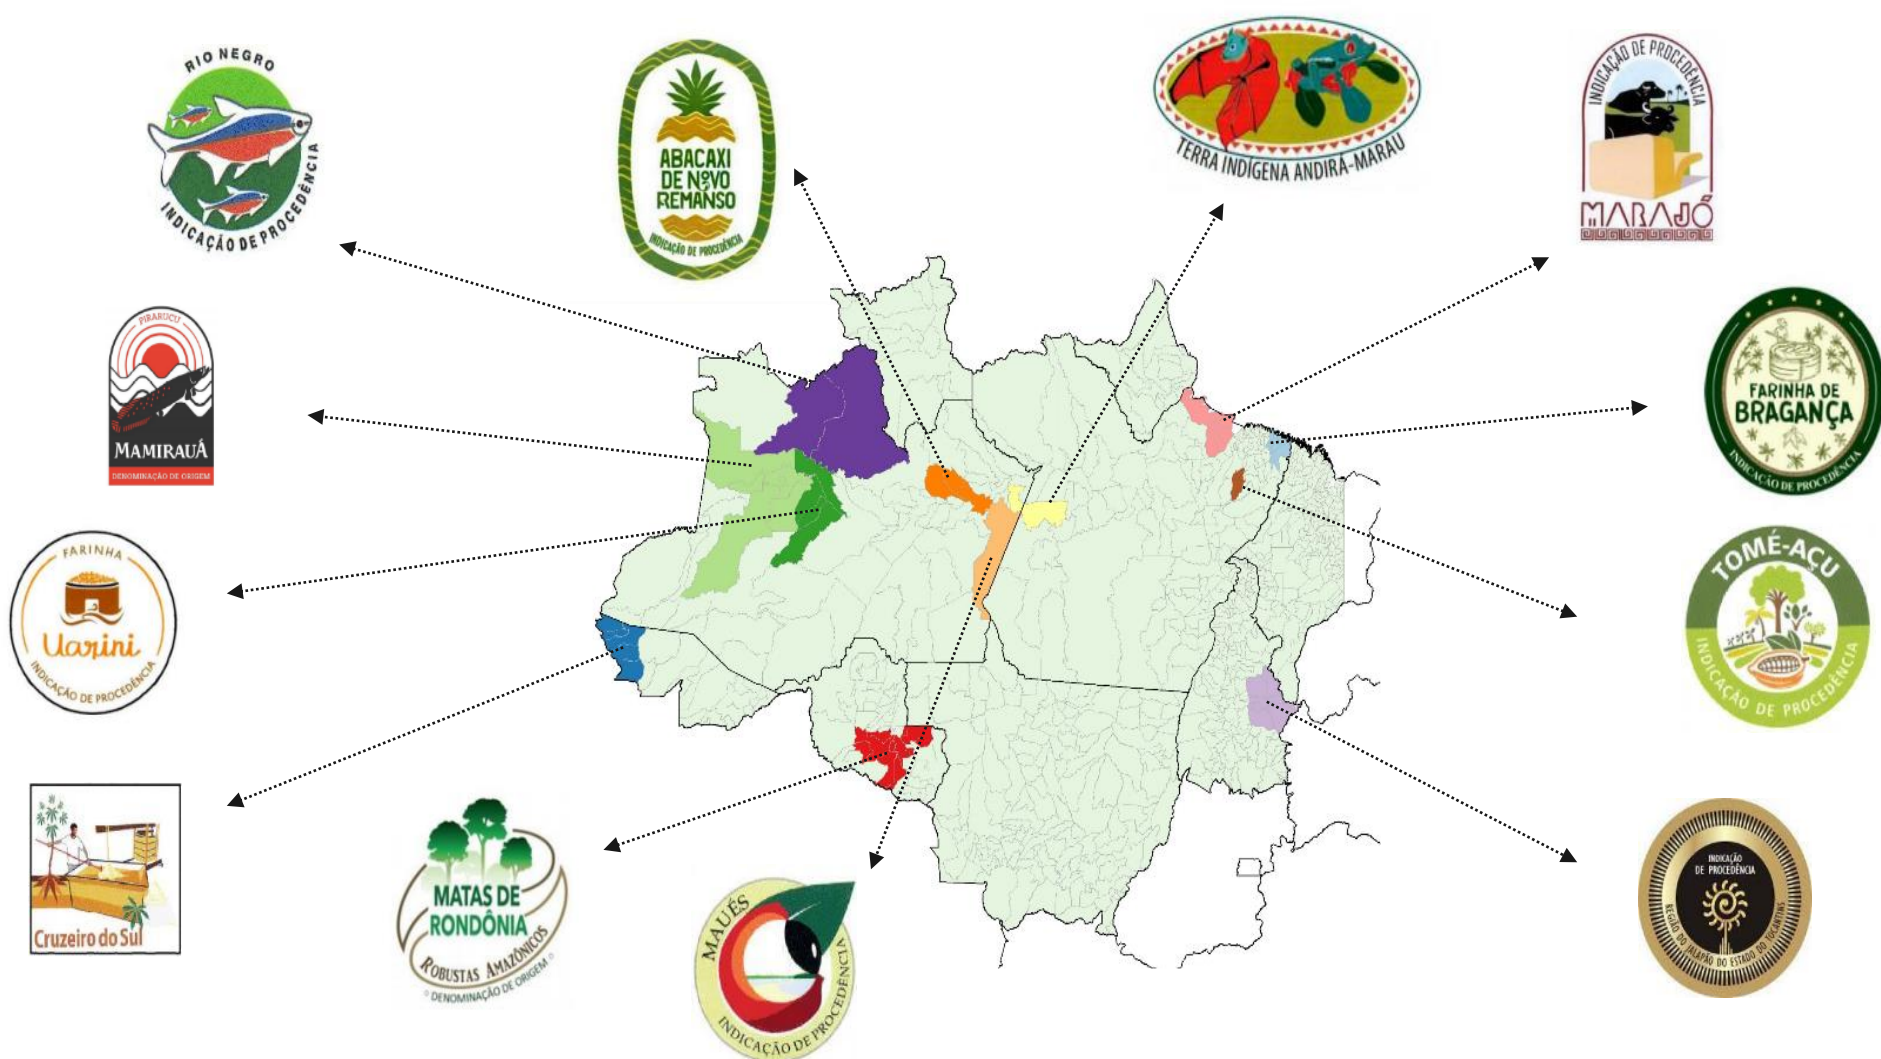 RIO NEGRO
INDICAÇÃO DE PROCEDÊNCIA
ABACAXI
DE NOVO
REMANSO
INDICAÇÃO DE PROCEDÊNCIA
TERRA INDÍGENA ANDIRÁ-MARAU
INDICAÇÃO DE PROCEDÊNCIA
MARAJÓ
PIRARUCU
MAMIRAUÁ
DENOMINAÇÃO DE ORIGEM
FARINHA DE
BRAGANÇA
INDICAÇÃO DE PROCEDÊNCIA
FARINHA
Uarini
INDICAÇÃO DE PROCEDÊNCIA
TOMÉ-AÇU
INDICAÇÃO DE PROCEDÊNCIA
Cruzeiro do Sul
MATAS DE
RONDÔNIA
ROBUSTAS AMAZÔNICOS
DENOMINAÇÃO DE ORIGEM
MAUÉS
INDICAÇÃO DE PROCEDÊNCIA
INDICAÇÃO
DE PROCEDÊNCIA
REGIÃO DO JALAPÃO DO ESTADO DO TOCANTINS